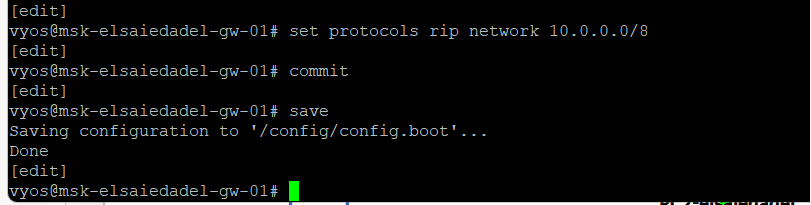 [edit]
vyos@msk-elsaiedadel-gw-01# set protocols rip network 10.0.0.0/8
[edit]
vyos@msk-elsaiedadel-gw-01# commit
[edit]
vyos@msk-elsaiedadel-gw-01# save
Saving configuration to '/config/config.boot'...
Done
[edit]
vyos@msk-elsaiedadel-gw-01#